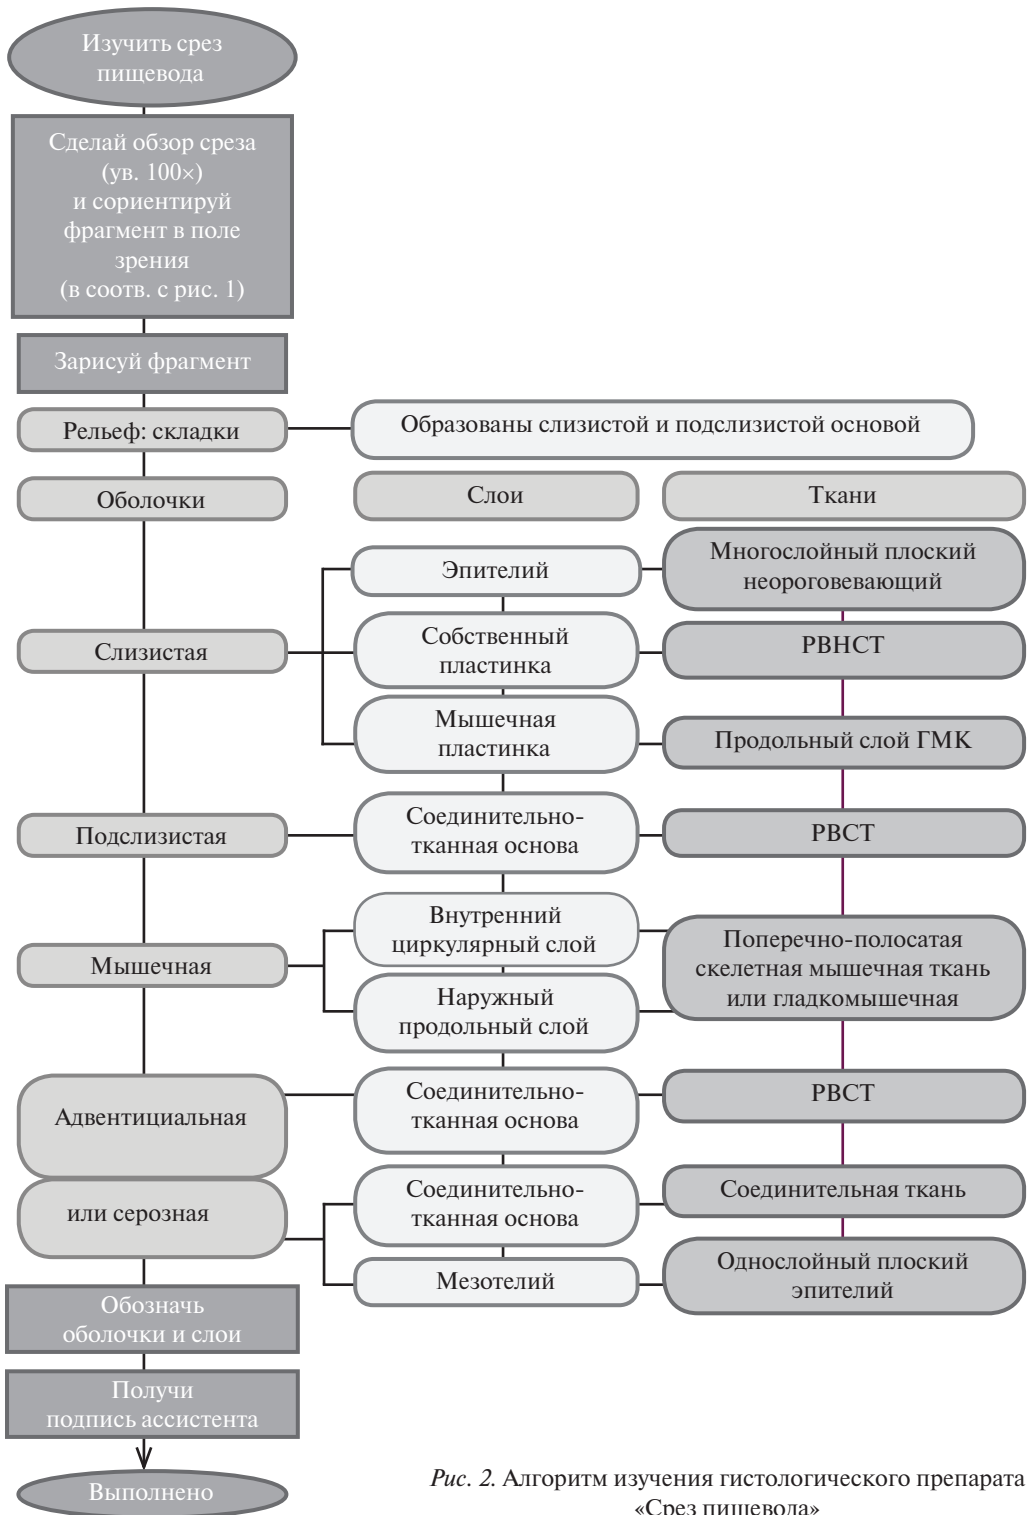 Изучить срез
пищевода
Сделай обзор среза
(ув. 100×)
и сориентируй
фрагмент в поле
зрения
(в соотв. с рис. 1)
Зарисуй фрагмент
Рельеф: складки
Образованы слизистой и подслизистой основой
Оболочки
Слои
Ткани
Слизистая
Эпителий
Многослойный плоский
неороговевающий
Собственный
пластинка
РВНСТ
Мышечная
пластинка
Продольный слой ГМК
Подслизистая
Соединительно-
тканная основа
РВСТ
Мышечная
Внутренний
циркулярный слой
Наружный
продольный слой
Поперечно-полосатая
скелетная мышечная ткань
или гладкомышечная
Адвентициальная
Соединительно-
тканная основа
РВСТ
или серозная
Соединительно-
тканная основа
Соединительная ткань
Мезотелий
Однослойный плоский
эпителий
Обозначь
оболочки и слои
Получи
подпись ассистента
Выполнено
Рис. 2. Алгоритм изучения гистологического препарата
«Срез пищевода»